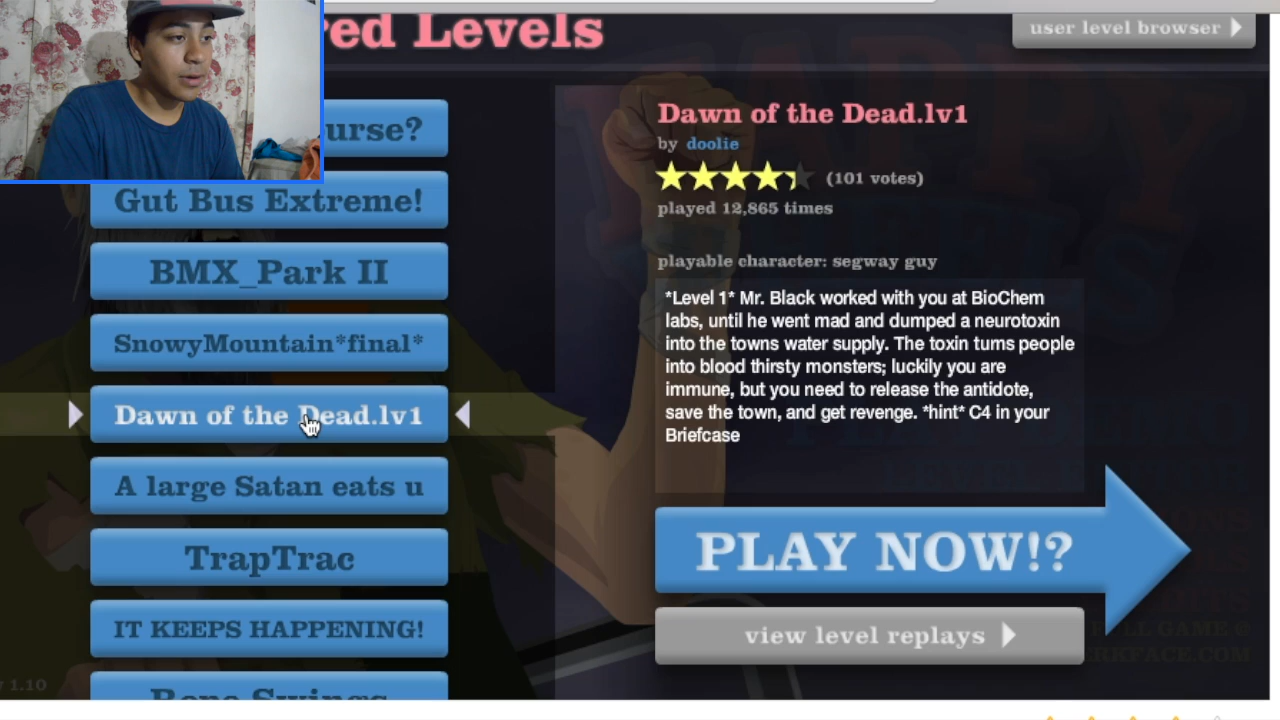 red Levels
user level browser
urse?
Gut Bus Extreme!
BMX_Park II
SnowyMountain*final*
Dawn of the Dead.lv1
A large Satan eats u
TrapTrac
IT KEEPS HAPPENING!
Rope Swings
v 1.10
Dawn of the Dead.lv1
by doolie
(101 votes)
played 12,865 times
playable character: segway guy
*Level 1* Mr. Black worked with you at BioChem
labs, until he went mad and dumped a neurotoxin
into the towns water supply. The toxin turns people
into blood thirsty monsters; luckily you are
immune, but you need to release the antidote,
save the town, and get revenge. *hint* C4 in your
Briefcase
PLAY NOW!?
view level replays